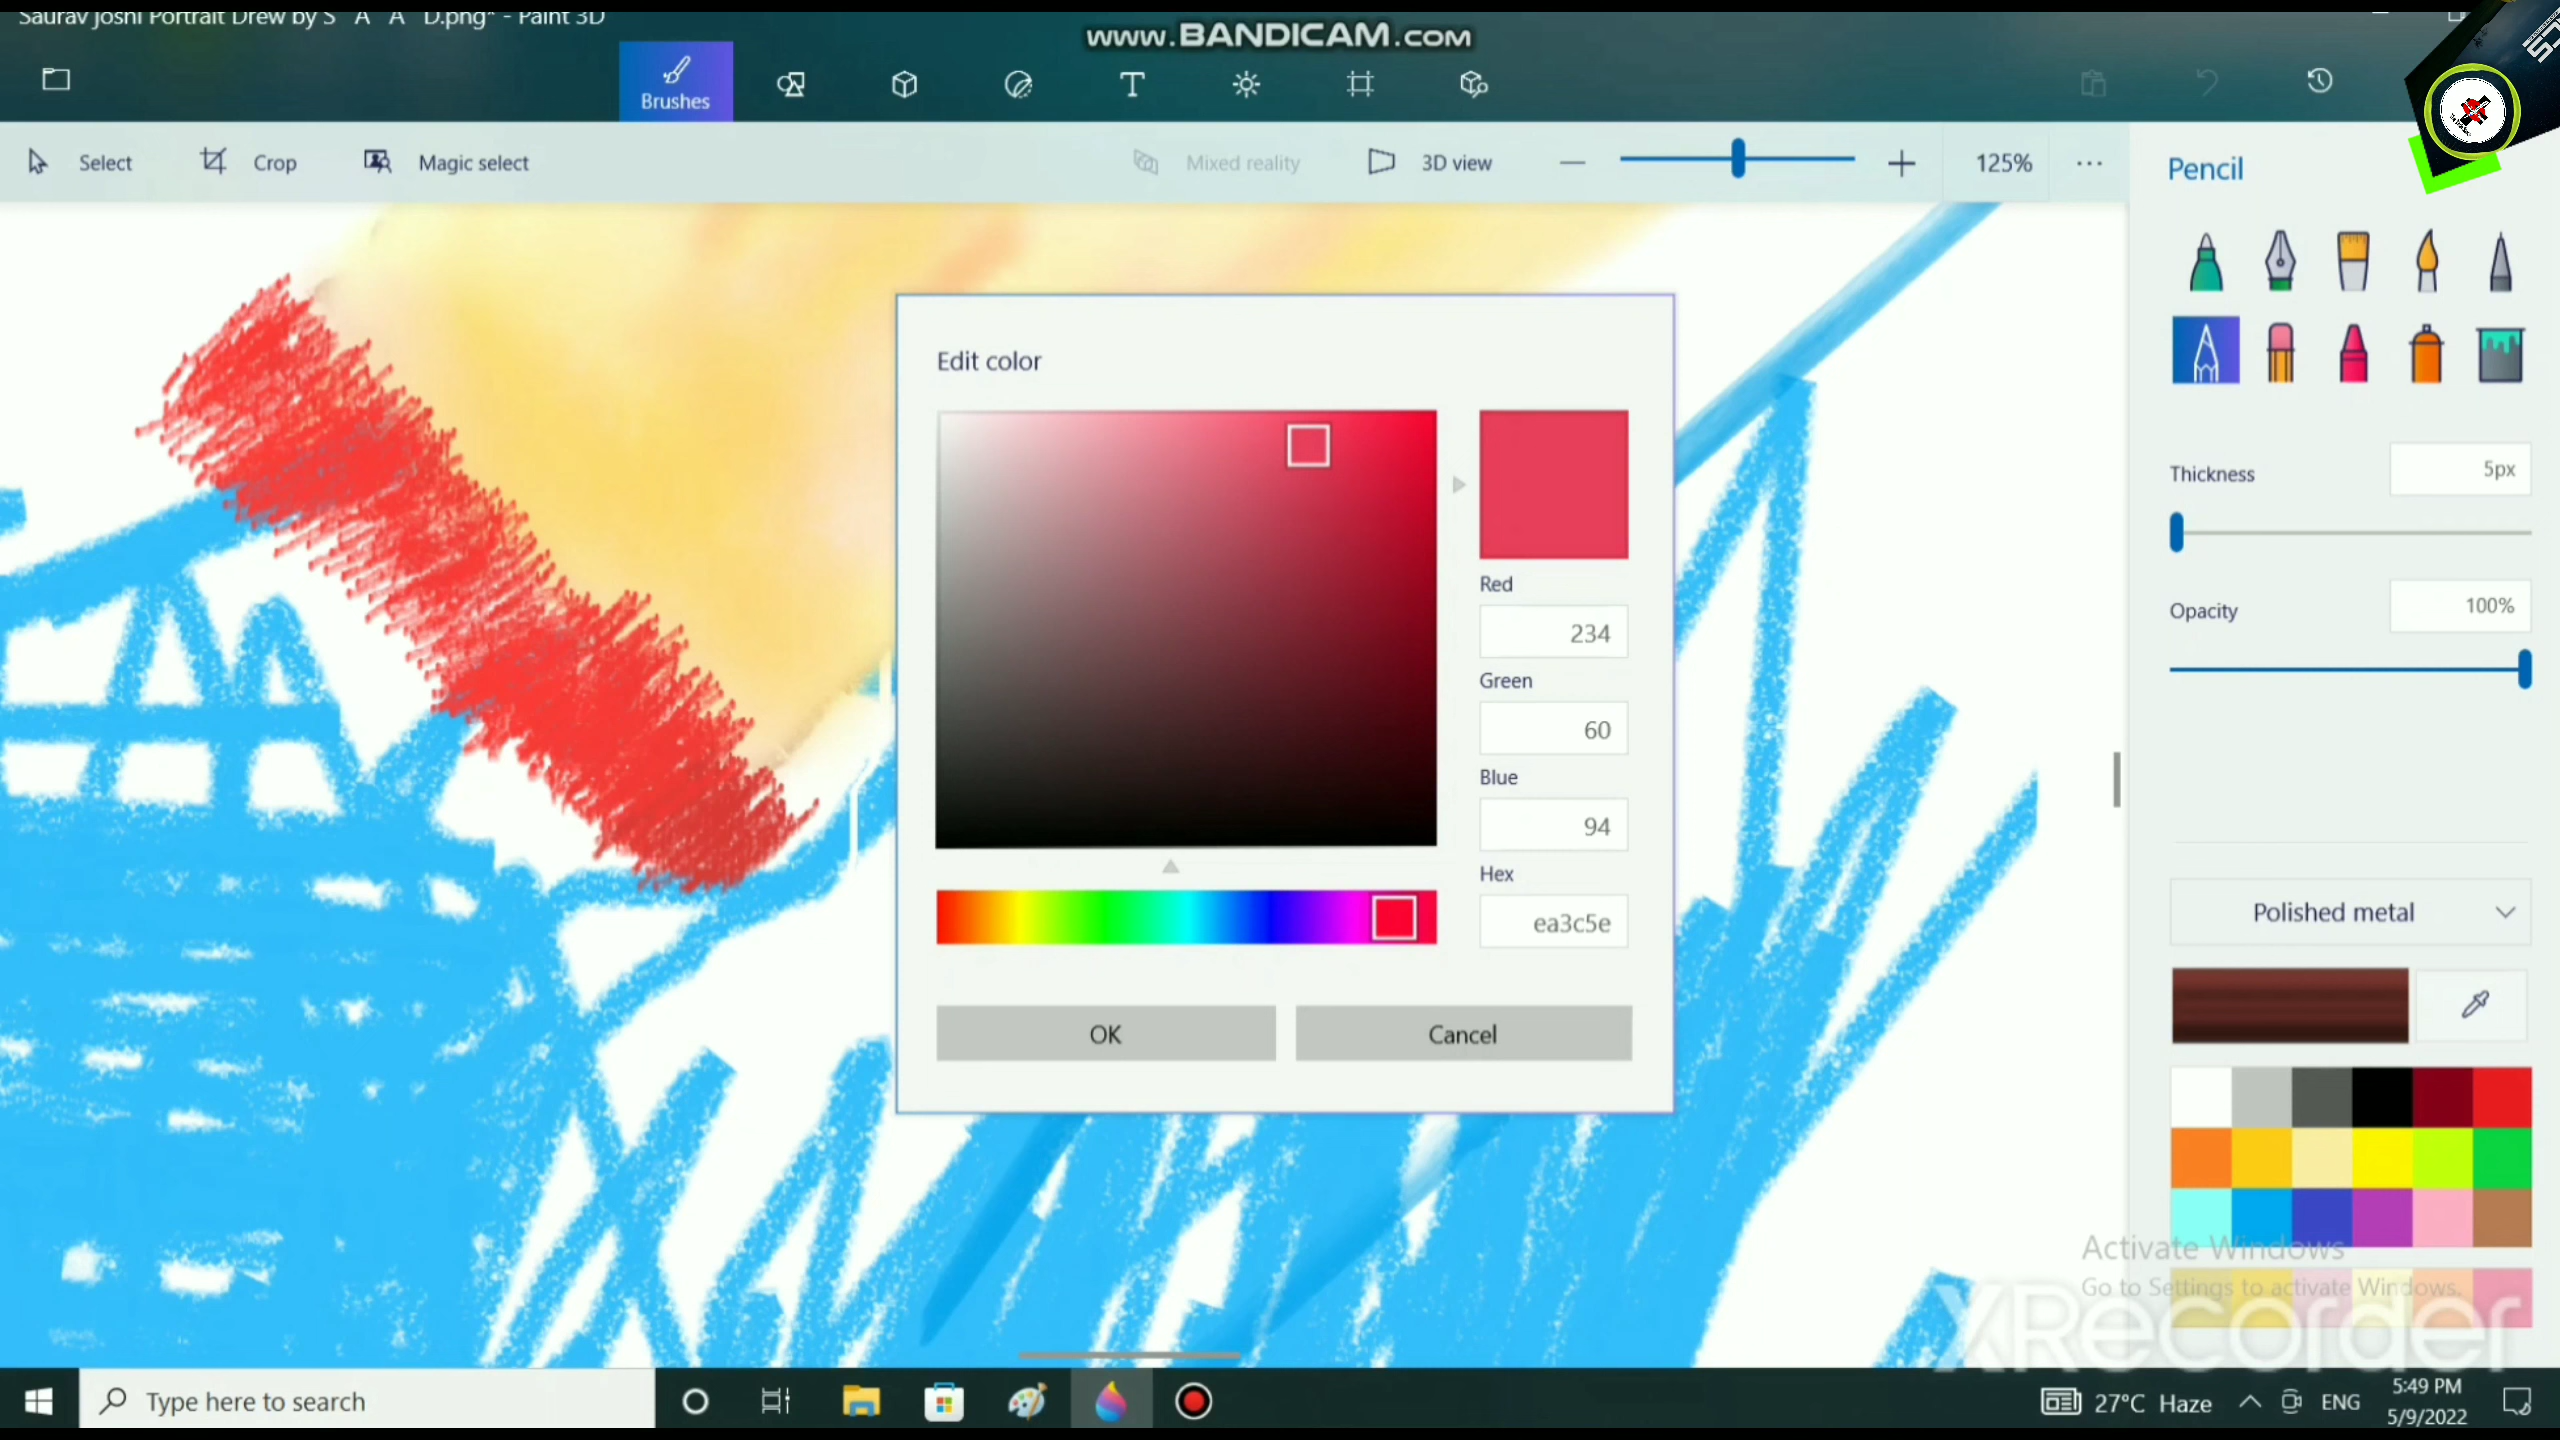 Saurav Joshi Portrait Drew by S A A D.png* - Paint 3D
www.BANDICAM.com
Brushes
Select
Crop
Magic select
Mixed reality
3D view
125%
Pencil
Thickness
5px
Opacity
100%
Edit color
Red
234
Green
60
Blue
94
Hex
ea3c5e
OK
Cancel
Polished metal
Activate Windows
Go to Settings to activate Windows.
XRecorder
Type here to search
27°C Haze
ENG
5:49 PM
5/9/2022